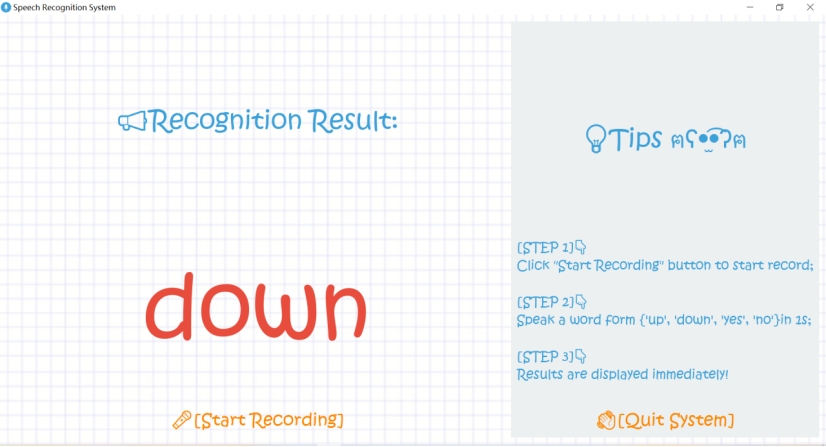 Speech Recognition System
Recognition Result:
down
[Start Recording]
Tips ฅʕ•̫͡•ʔฅ
[STEP 1]
Click "Start Recording" button to start record;
[STEP 2]
Speak a word form {'up', 'down', 'yes', 'no'}in 1s;
[STEP 3]
Results are displayed immediately!
[Quit System]